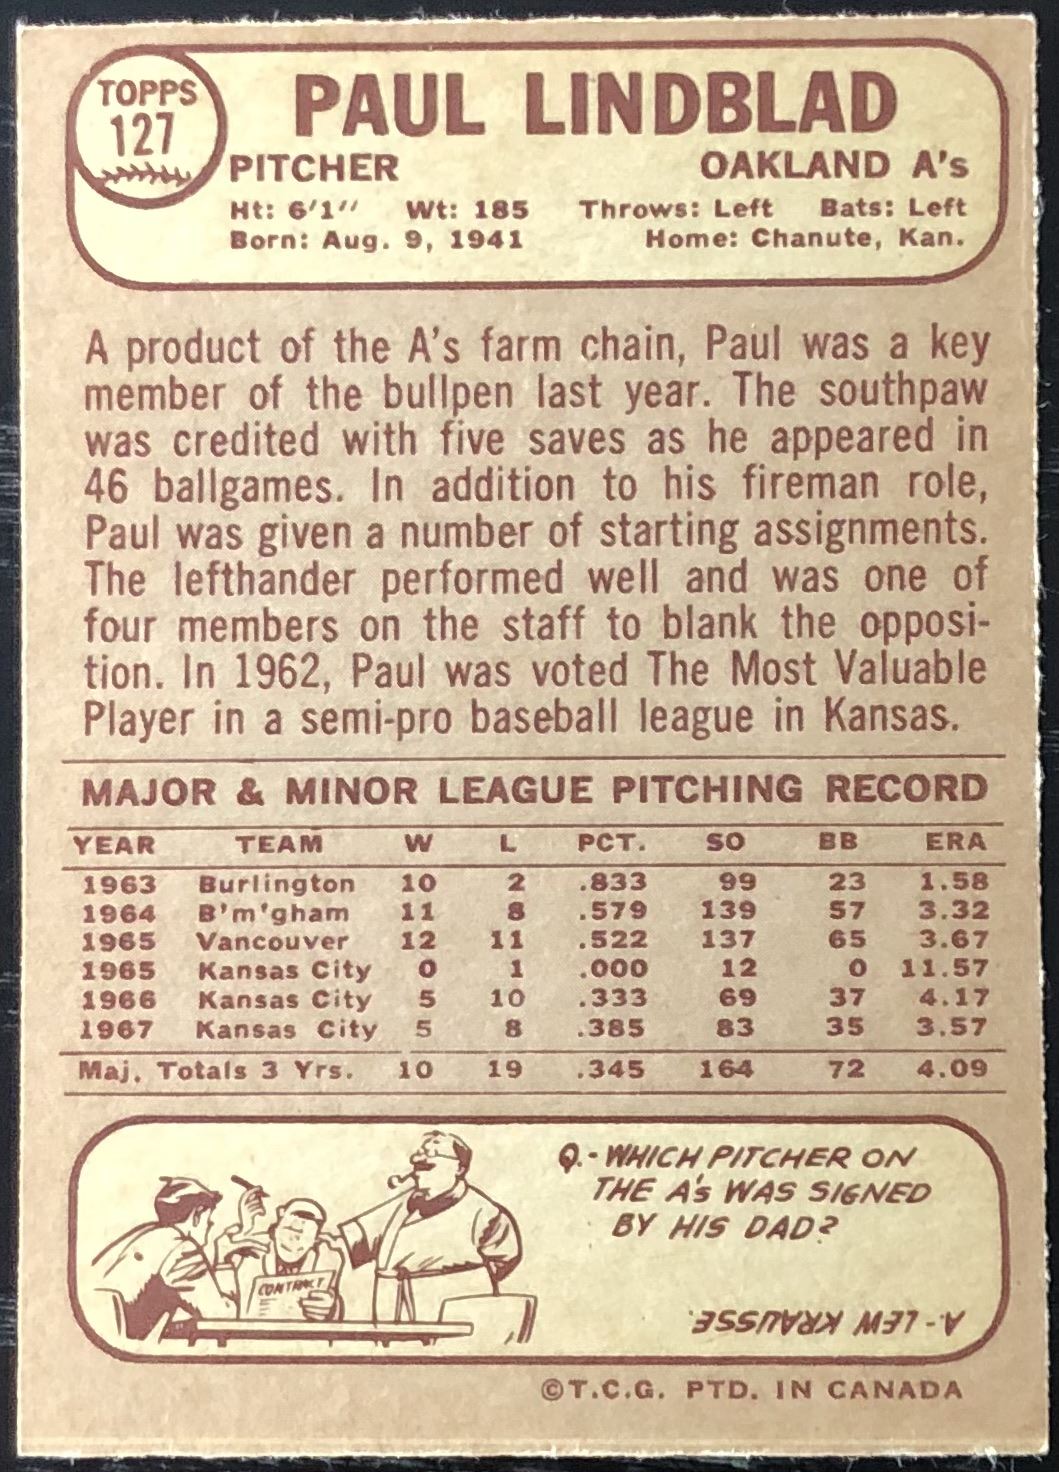 TOPPS
127
PAUL LINDBLAD
PITCHER OAKLAND A's
Ht: 6'1" Wt: 185 Throws: Left Bats: Left
Born: Aug. 9, 1941 Home: Chanute, Kan.
A product of the A's farm chain, Paul was a key
member of the bullpen last year. The southpaw
was credited with five saves as he appeared in
46 ballgames. In addition to his fireman role,
Paul was given a number of starting assignments.
The lefthander performed well and was one of
four members on the staff to blank the opposi-
tion. In 1962, Paul was voted The Most Valuable
Player in a semi-pro baseball league in Kansas.
MAJOR & MINOR LEAGUE PITCHING RECORD
YEAR TEAM W L PCT. SO BB ERA
1963 Burlington 10 2 .833 99 23 1.58
1964 B'm'gham 11 8 .579 139 57 3.32
1965 Vancouver 12 11 .522 137 65 3.67
1965 Kansas City 0 1 .000 12 0 11.57
1966 Kansas City 5 10 .333 69 37 4.17
1967 Kansas City 5 8 .385 83 35 3.57
Maj. Totals 3 Yrs. 10 19 .345 164 72 4.09
CONTRACT
Q.- WHICH PITCHER ON
THE A's WAS SIGNED
BY HIS DAD?
A.- LEW KRAUSSE.
©T.C.G. PTD. IN CANADA